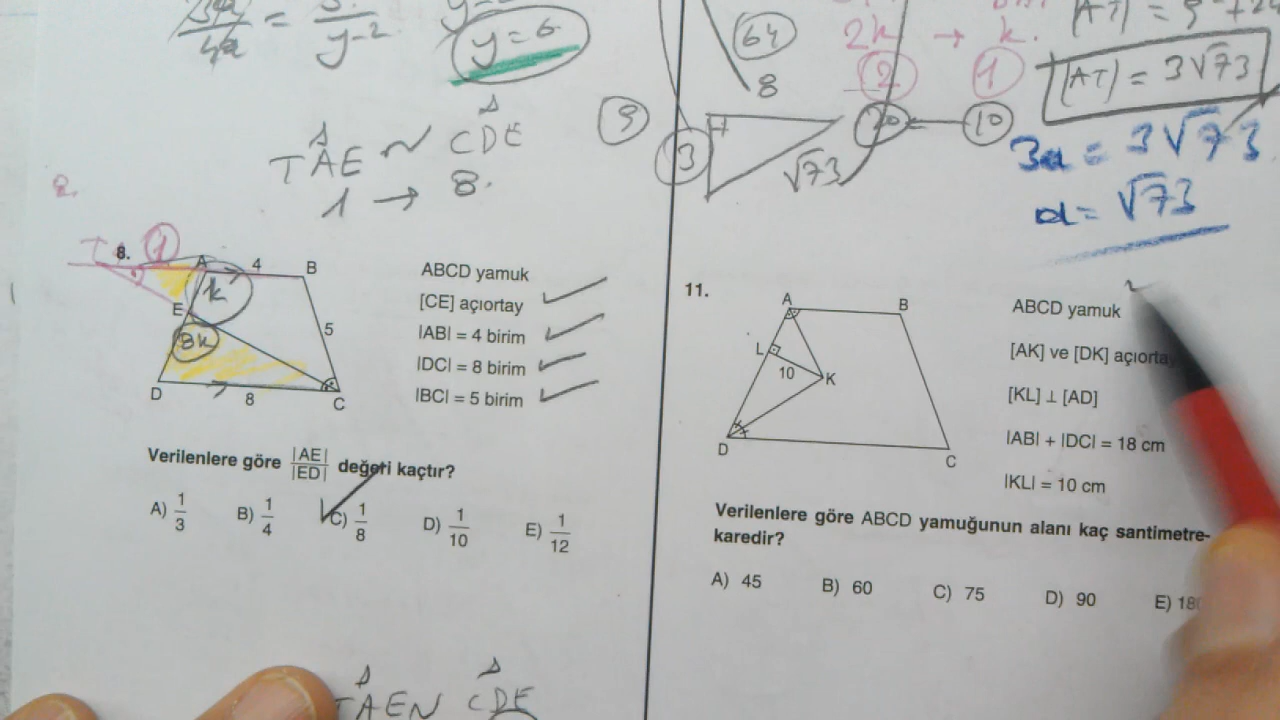 y=6
TAE ~ CDE
1 → 8.
8.
T
1
A
4
B
k
E
5
8k
D
8
C
ABCD yamuk
[CE] açıortay
|AB| = 4 birim
|DC| = 8 birim
|BC| = 5 birim
Verilenlere göre |AE| / |ED| değeri kaçtır?
A) 1/3 B) 1/4 C) 1/8 D) 1/10 E) 1/12
TAEN CDE
64
8
9
3
√73
2k → k.
2 1
10
|AT| = 3√73
3a = 3√73
a = √73
11.
A
B
L
10
K
D
C
ABCD yamuk
[AK] ve [DK] açıortay
[KL] ⊥ [AD]
|AB| + |DC| = 18 cm
|KL| = 10 cm
Verilenlere göre ABCD yamuğunun alanı kaç santimetre-
karedir?
A) 45 B) 60 C) 75 D) 90 E) 18